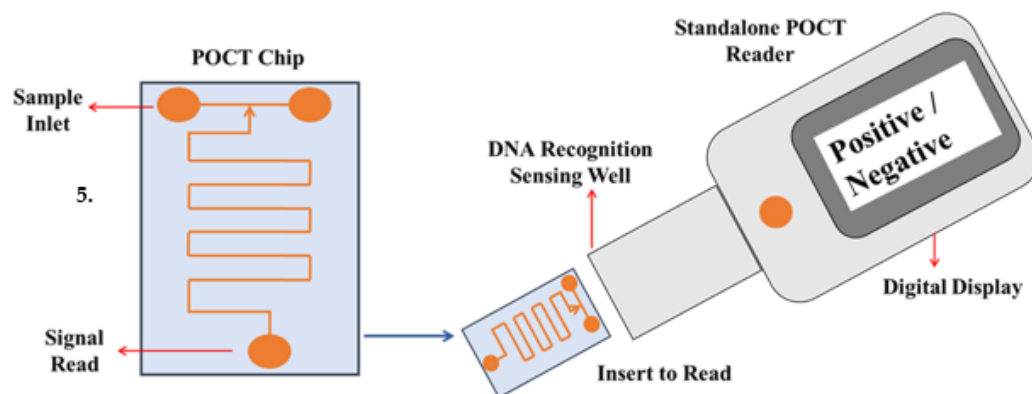 POCT Chip
Sample
Inlet
5.
Signal
Read
Standalone POCT
Reader
Positive /
Negative
DNA Recognition
Sensing Well
Digital Display
Insert to Read